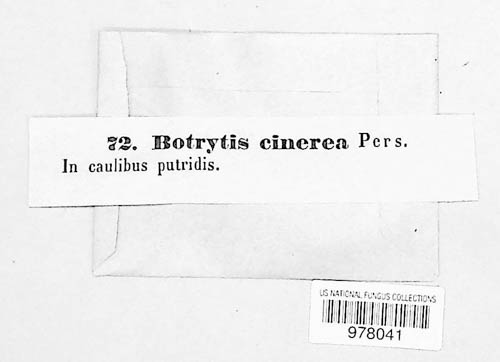 72. Botrytis cinerea Pers.
In caulibus putridis.
US NATIONAL FUNGUS COLLECTIONS
978041